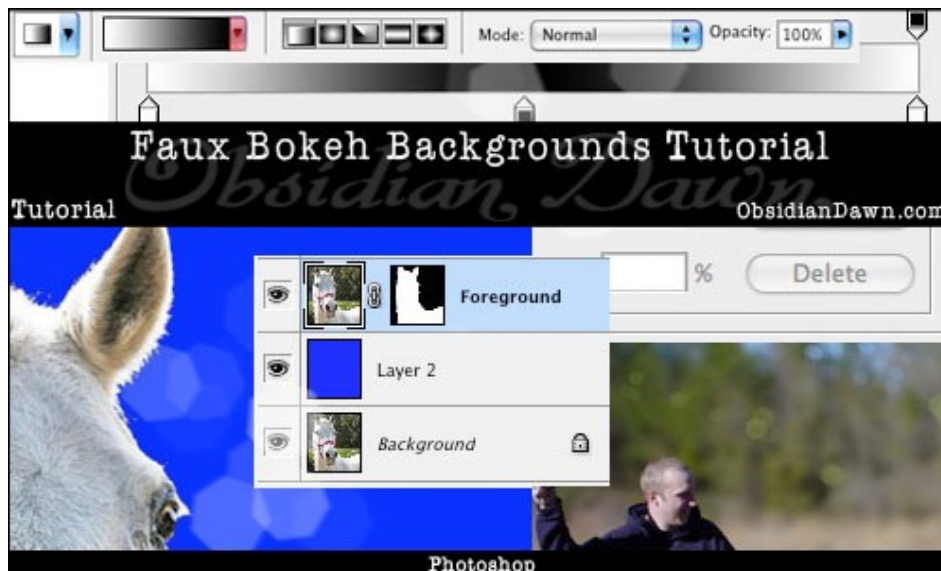 Mode: Normal Opacity: 100%
Faux Bokeh Backgrounds Tutorial
Obsidian Dawn
Tutorial
ObsidianDawn.com
% Delete
Foreground
Layer 2
Background
Photoshop